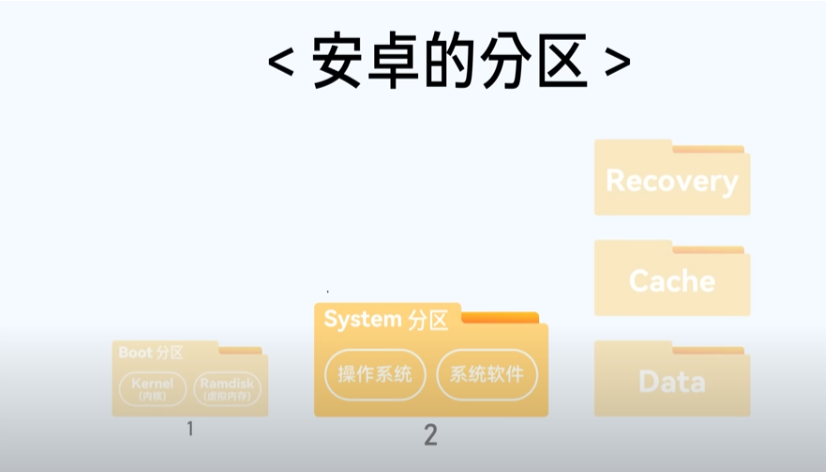 < 安卓的分区 >
Recovery
Cache
System 分区
操作系统 系统软件
Boot 分区
Kernel Ramdisk
(内核) (虚拟内存)
Data
1
2